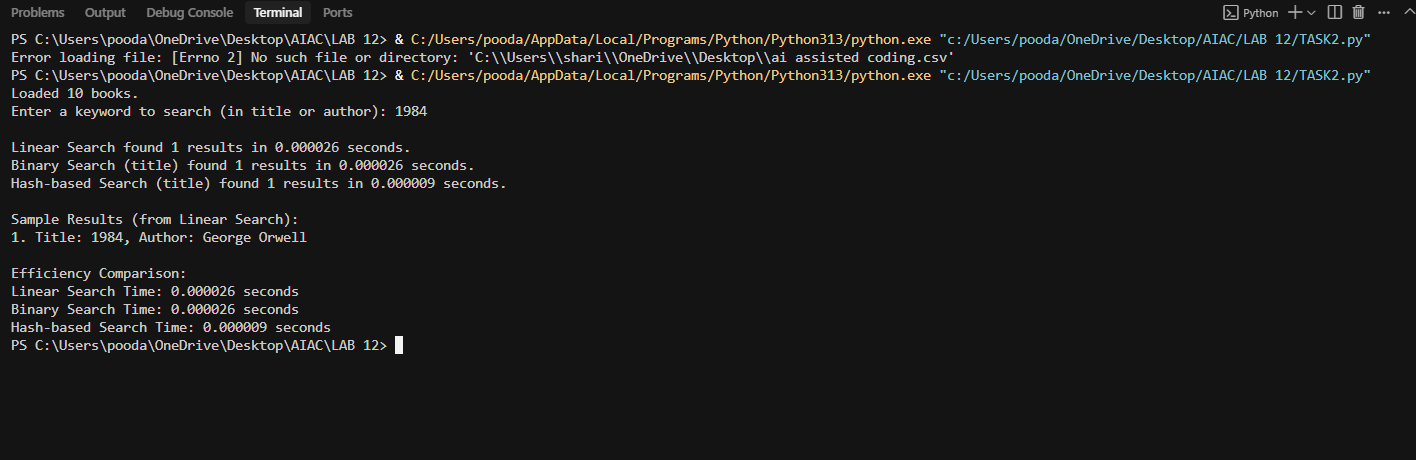 Problems Output Debug Console Terminal Ports Python
PS C:\Users\pooda\OneDrive\Desktop\AIAC\LAB 12> & C:/Users/pooda/AppData/Local/Programs/Python/Python313/python.exe "c:/Users/pooda/OneDrive/Desktop/AIAC/LAB 12/TASK2.py"
Error loading file: [Errno 2] No such file or directory: 'C:\\Users\\shari\\OneDrive\\Desktop\\ai assisted coding.csv'
PS C:\Users\pooda\OneDrive\Desktop\AIAC\LAB 12> & C:/Users/pooda/AppData/Local/Programs/Python/Python313/python.exe "c:/Users/pooda/OneDrive/Desktop/AIAC/LAB 12/TASK2.py"
Loaded 10 books.
Enter a keyword to search (in title or author): 1984
Linear Search found 1 results in 0.000026 seconds.
Binary Search (title) found 1 results in 0.000026 seconds.
Hash-based Search (title) found 1 results in 0.000009 seconds.
Sample Results (from Linear Search):
1. Title: 1984, Author: George Orwell
Efficiency Comparison:
Linear Search Time: 0.000026 seconds
Binary Search Time: 0.000026 seconds
Hash-based Search Time: 0.000009 seconds
PS C:\Users\pooda\OneDrive\Desktop\AIAC\LAB 12>